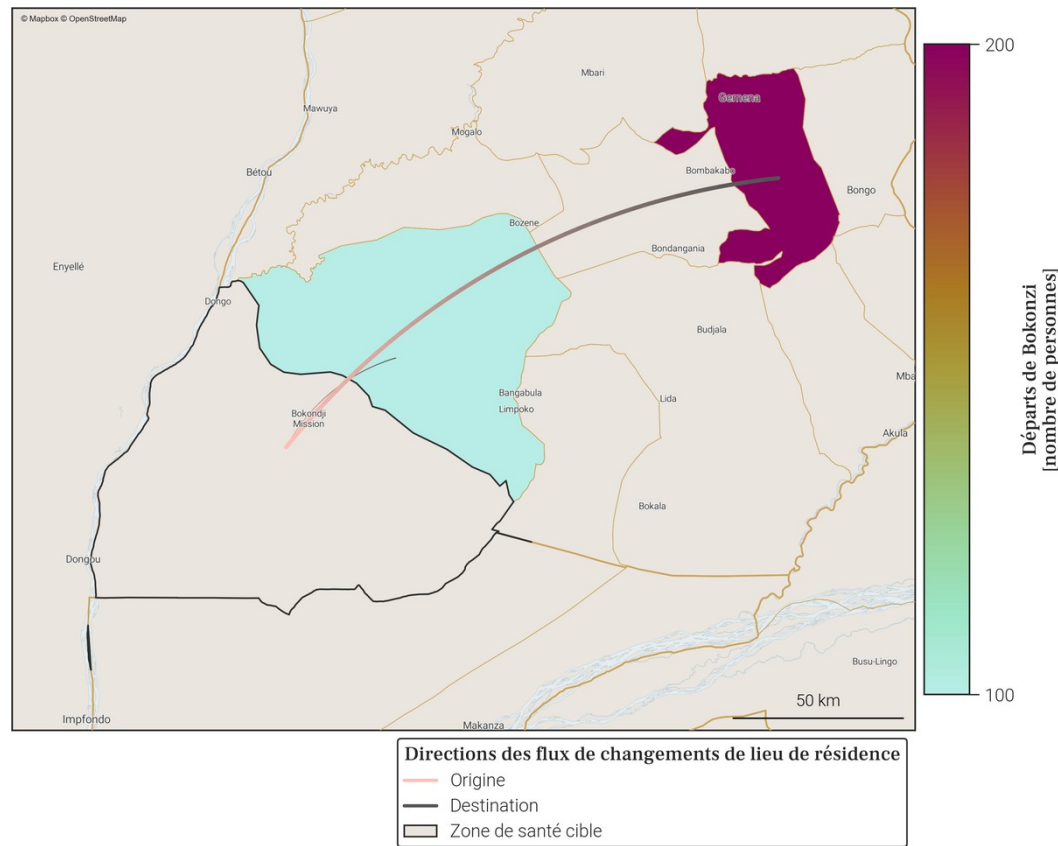 © Mapbox © OpenStreetMap
Mbari
Gemena
Mawuya
Mogalo
Bétou
Bombakabo
Bongo
Bozene
Bondangania
Enyellé
Dongo
Budjala
Mba
Bangabula
Lida
Limpoko
Bokondji
Mission
Akula
Bokala
Dongou
Busu-Lingo
Impfondo
Makanza
50 km
200
100
Départs de Bokonzi
[nombre de personnes]
Directions des flux de changements de lieu de résidence
Origine
Destination
Zone de santé cible